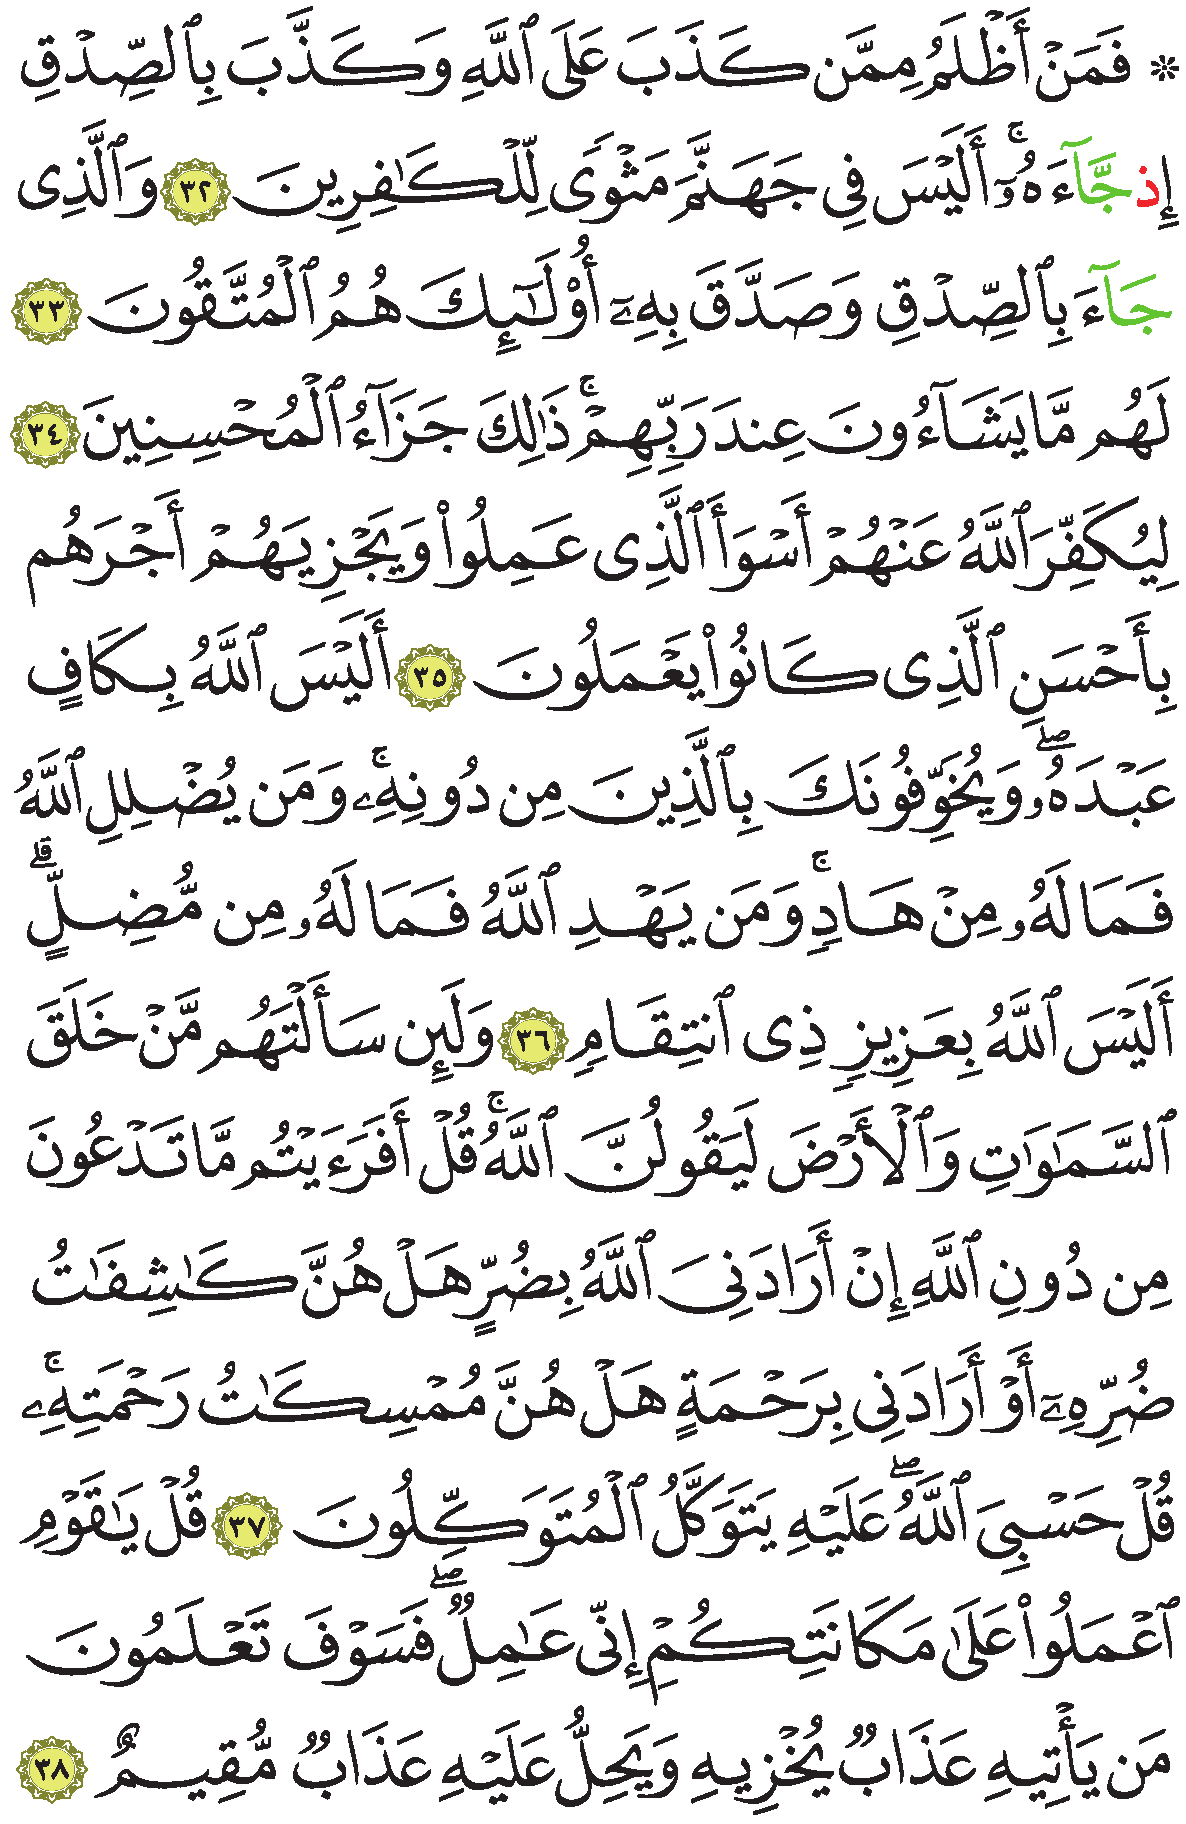 * فَمَنْ أَظْلَمُ مِمَّن كَذَبَ عَلَى ٱللَّهِ وَكَذَّبَ بِٱلصِّدْقِ
إِذ جَّآءَهُۥٓۚ أَلَيْسَ فِي جَهَنَّمَ مَثْوًى لِّلْكَٰفِرِينَ ٣٢ وَٱلَّذِى
جَآءَ بِٱلصِّدْقِ وَصَدَّقَ بِهِۦٓ أُوْلَٰٓئِكَ هُمُ ٱلْمُتَّقُونَ ٣٣
لَهُم مَّا يَشَآءُونَ عِندَ رَبِّهِمْۚ ذَٰلِكَ جَزَآءُ ٱلْمُحْسِنِينَ ٣٤
لِيُكَفِّرَ ٱللَّهُ عَنْهُمْ أَسْوَأَ ٱلَّذِى عَمِلُواْ وَيَجْزِيَهُمْ أَجْرَهُم
بِأَحْسَنِ ٱلَّذِى كَانُواْ يَعْمَلُونَ ٣٥ أَلَيْسَ ٱللَّهُ بِكَافٍ
عَبْدَهُۥۖ وَيُخَوِّفُونَكَ بِٱلَّذِينَ مِن دُونِهِۦۚ وَمَن يُضْلِلِ ٱللَّهُ
فَمَا لَهُۥ مِنْ هَادٍۚ وَمَن يَهْدِ ٱللَّهُ فَمَا لَهُۥ مِن مُّضِلٍّۗ
أَلَيْسَ ٱللَّهُ بِعَزِيزٍ ذِى ٱنتِقَامٍ ٣٦ وَلَئِن سَأَلْتَهُم مَّنْ خَلَقَ
ٱلسَّمَٰوَٰتِ وَٱلْأَرْضَ لَيَقُولُنَّ ٱللَّهُۚ قُلْ أَفَرَءَيْتُم مَّا تَدْعُونَ
مِن دُونِ ٱللَّهِ إِنْ أَرَادَنِىَ ٱللَّهُ بِضُرٍّ هَلْ هُنَّ كَٰشِفَٰتُ
ضُرِّهِۦٓ أَوْ أَرَادَنِى بِرَحْمَةٍ هَلْ هُنَّ مُمْسِكَٰتُ رَحْمَتِهِۦۚ
قُلْ حَسْبِىَ ٱللَّهُۖ عَلَيْهِ يَتَوَكَّلُ ٱلْمُتَوَكِّلُونَ ٣٧ قُلْ يَٰقَوْمِ
ٱعْمَلُواْ عَلَىٰ مَكَانَتِكُمْ إِنِّى عَٰمِلٌۖ فَسَوْفَ تَعْلَمُونَ
مَن يَأْتِيهِ عَذَابٌ يُخْزِيهِ وَيَحِلُّ عَلَيْهِ عَذَابٌ مُّقِيمٌ ٣٨